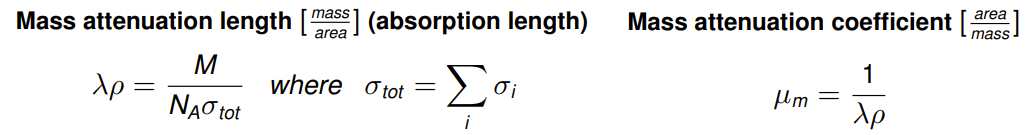 Mass attenuation length [mass/area] (absorption length) Mass attenuation coefficient [area/mass]
λρ = M/(N_A σ_tot) where σ_tot = ∑_i σ_i μ_m = 1/(λρ)